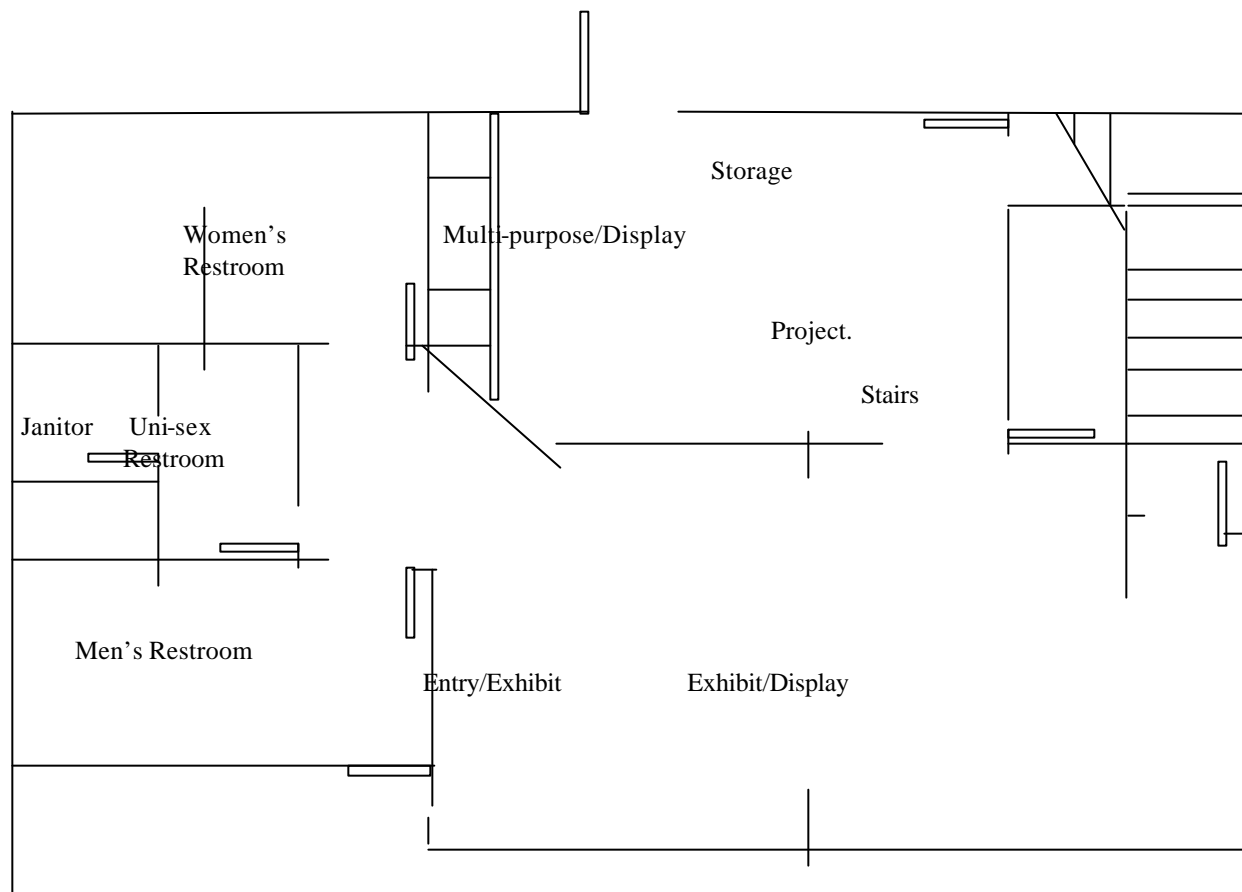 Storage
Women’s
Restroom
Multi-purpose/Display
Project.
Stairs
Janitor
Uni-sex
Restroom
Men’s Restroom
Entry/Exhibit
Exhibit/Display